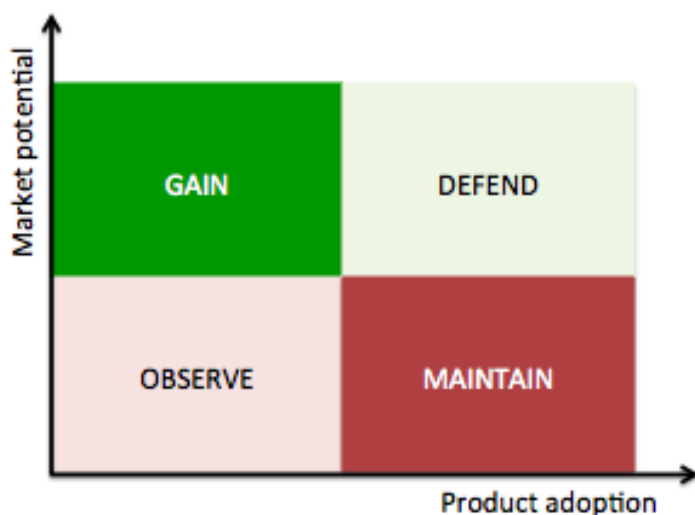 Market potential
GAIN
DEFEND
OBSERVE
MAINTAIN
Product adoption